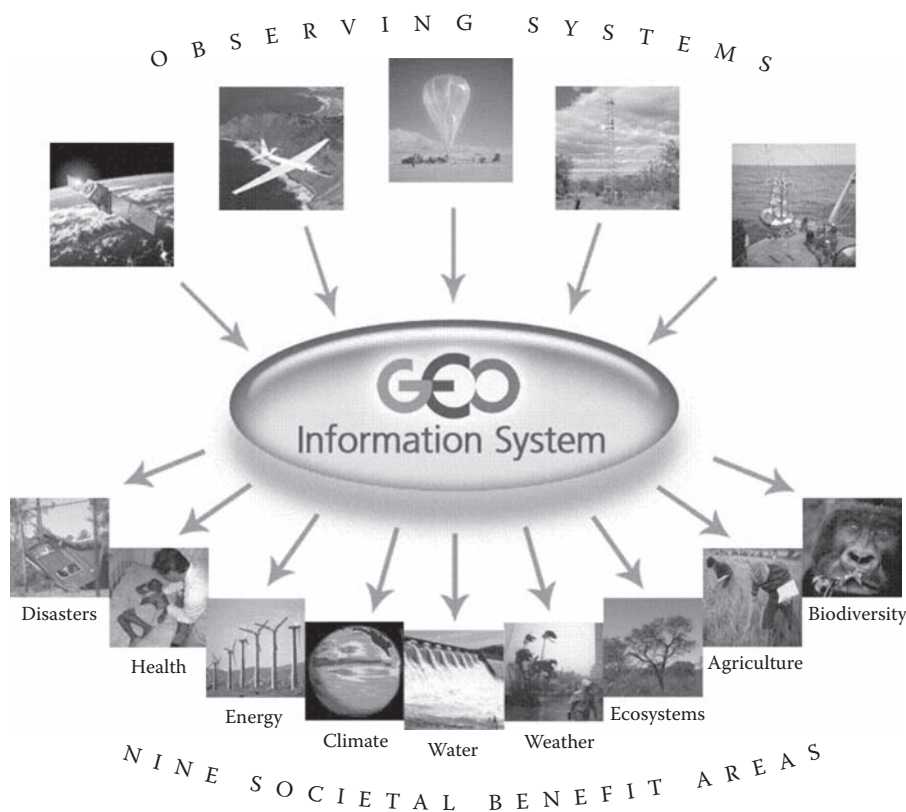 OBSERVING SYSTEMS
GEO
Information System
Disasters
Health
Energy
Climate
Water
Weather
Ecosystems
Agriculture
Biodiversity
NINE SOCIETAL BENEFIT AREAS